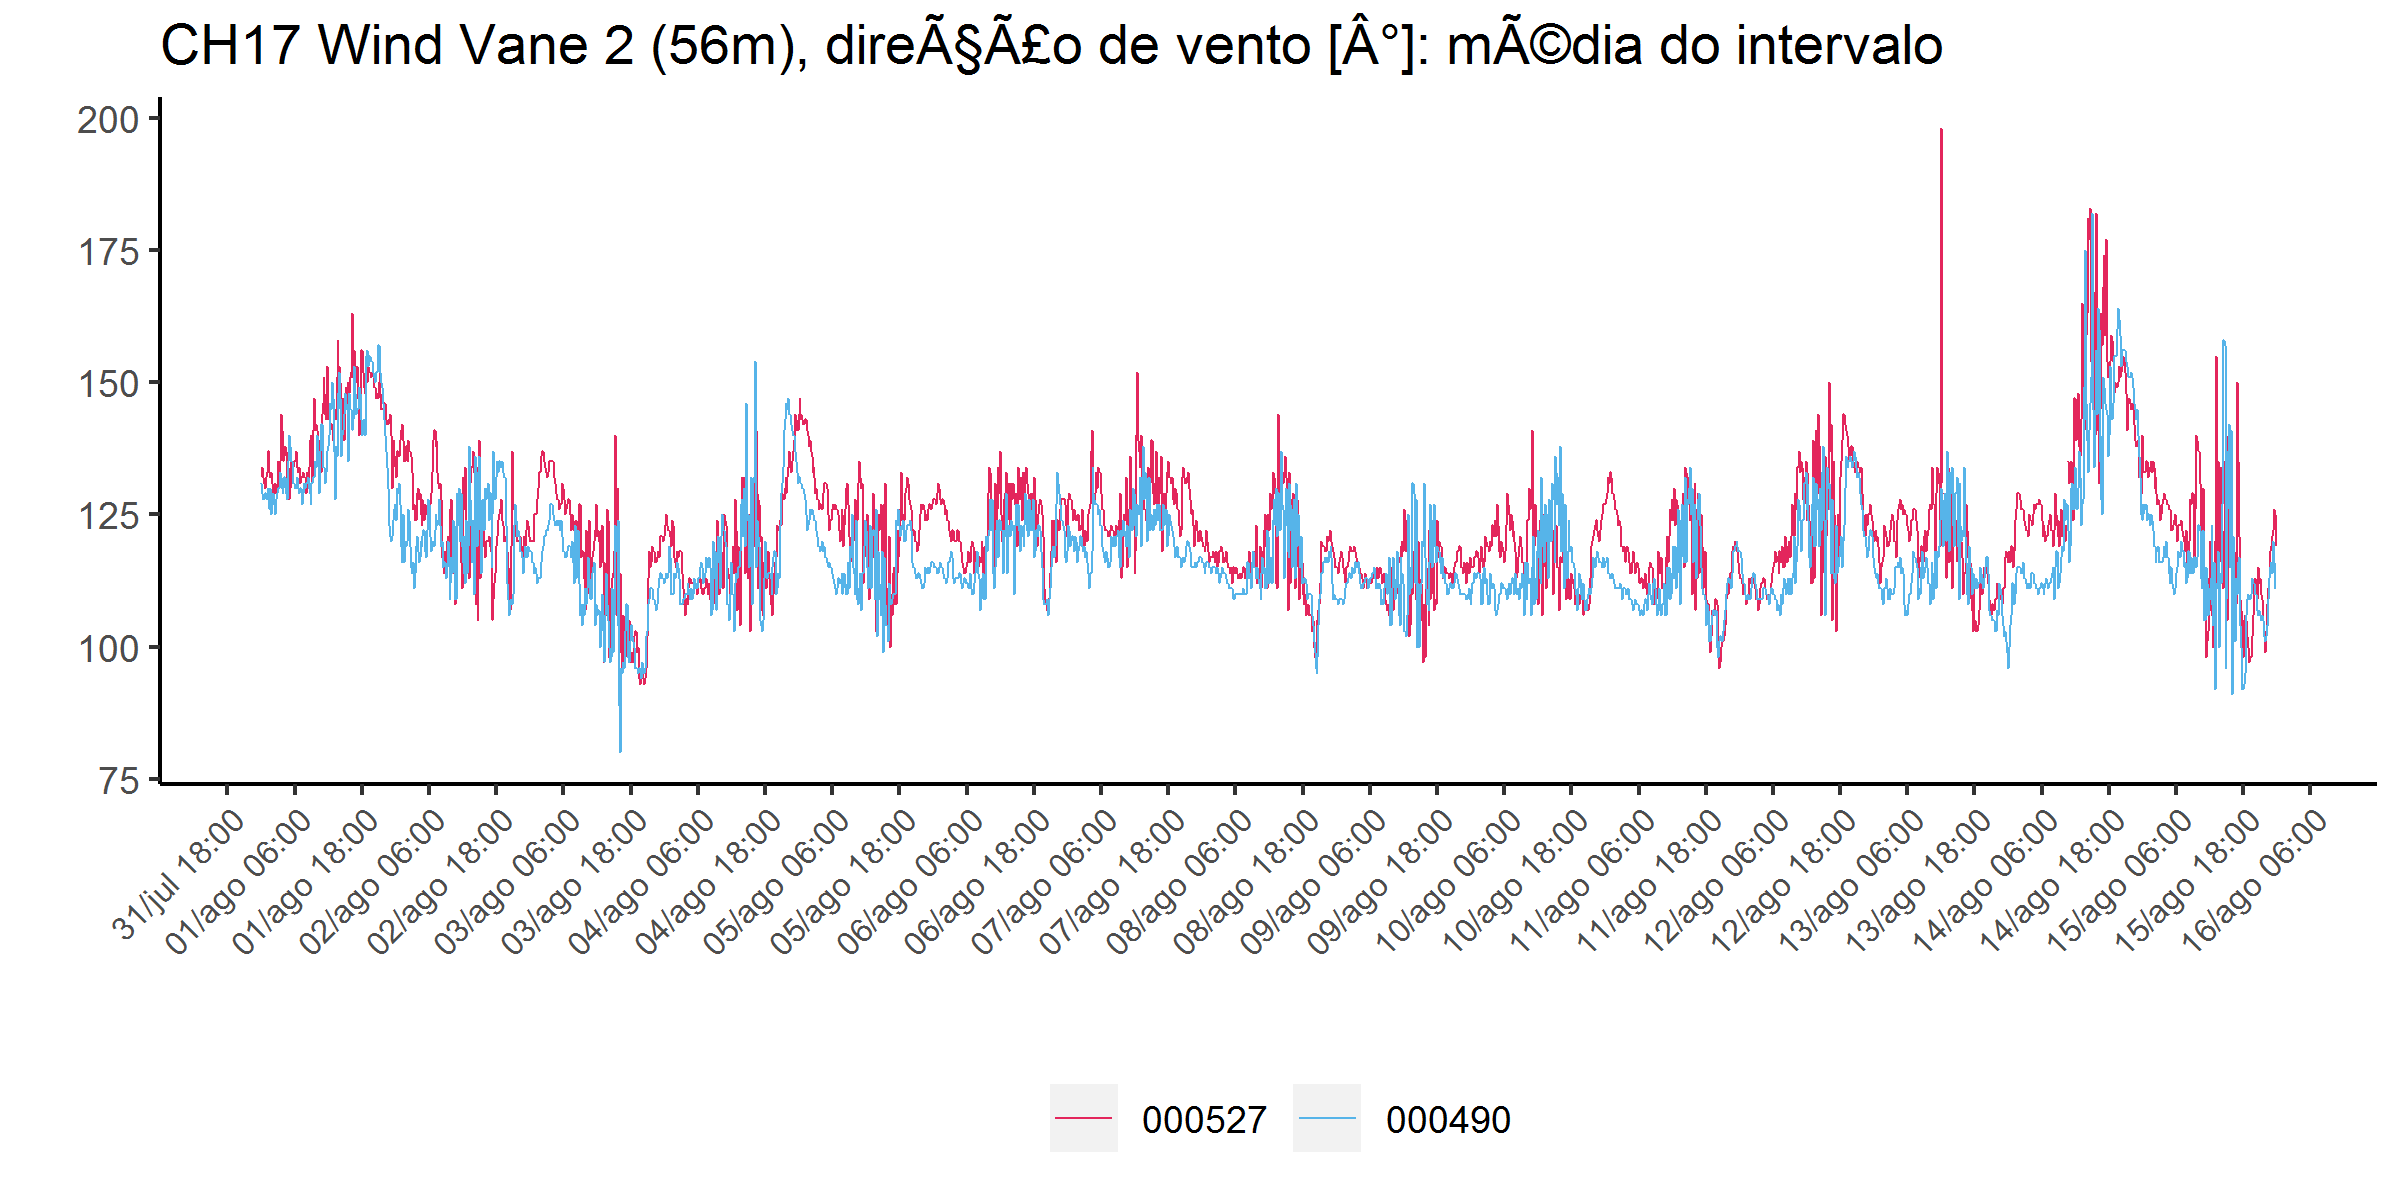 CH17 Wind Vane 2 (56m), direÃ§Ã£o de vento [Â°]: mÃ©dia do intervalo
200
175
150
125
100
75
31/jul 18:00
01/ago 06:00
01/ago 18:00
02/ago 06:00
02/ago 18:00
03/ago 06:00
03/ago 18:00
04/ago 06:00
04/ago 18:00
05/ago 06:00
05/ago 18:00
06/ago 06:00
06/ago 18:00
07/ago 06:00
07/ago 18:00
08/ago 06:00
08/ago 18:00
09/ago 06:00
09/ago 18:00
10/ago 06:00
10/ago 18:00
11/ago 06:00
11/ago 18:00
12/ago 06:00
12/ago 18:00
13/ago 06:00
13/ago 18:00
14/ago 06:00
14/ago 18:00
15/ago 06:00
15/ago 18:00
16/ago 06:00
000527
000490